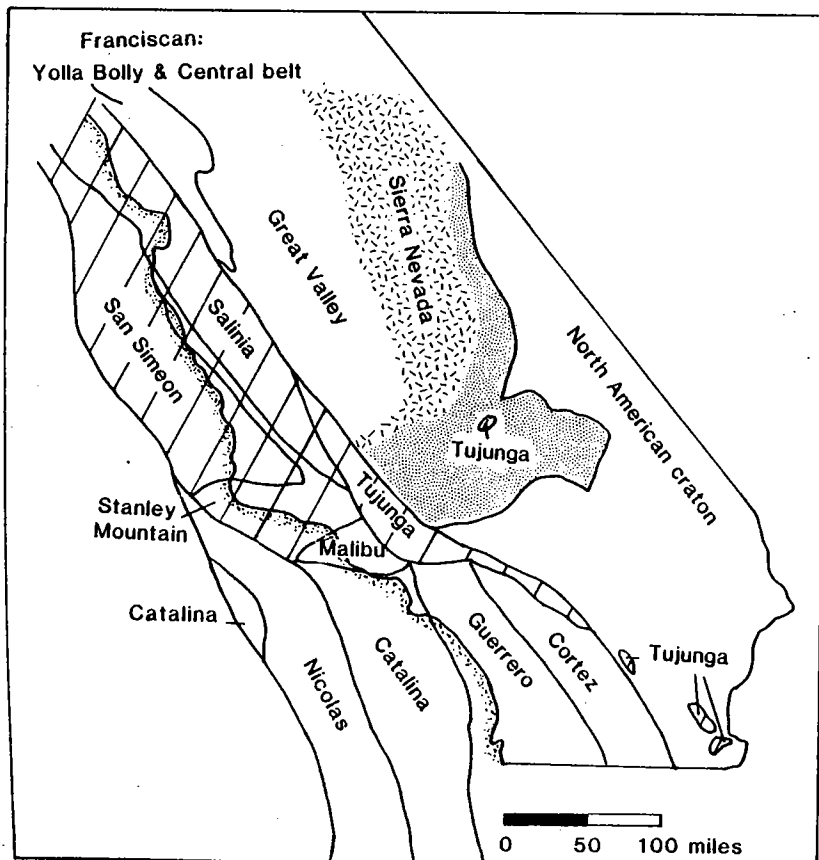 Franciscan:
Yolla Bolly & Central belt
Sierra Nevada
Great Valley
North American craton
Salinia
San Simeon
Tujunga
Tujunga
Stanley
Mountain
Malibu
Catalina
Nicolas
Catalina
Guerrero
Cortez
Tujunga
0 50 100 miles